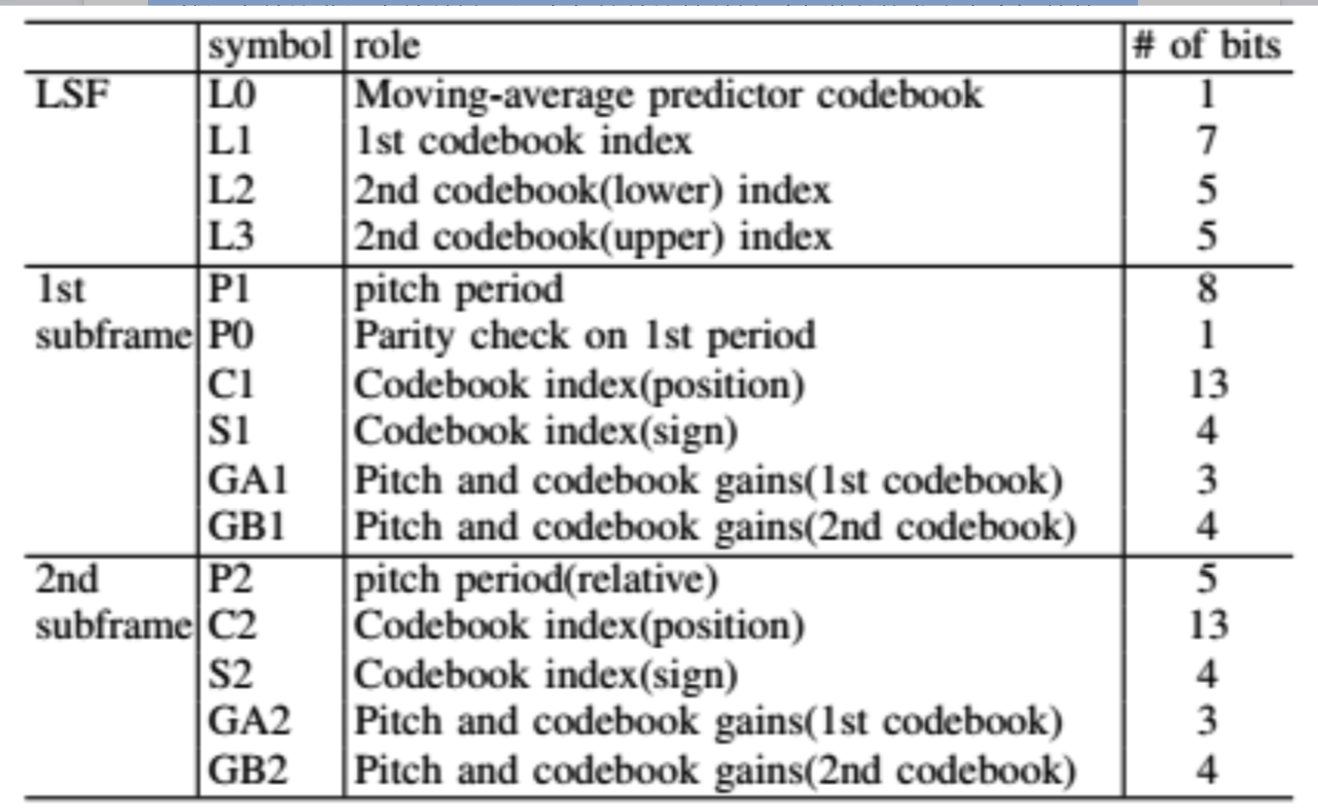 symbol role # of bits
LSF L0 Moving-average predictor codebook 1
L1 1st codebook index 7
L2 2nd codebook(lower) index 5
L3 2nd codebook(upper) index 5
1st P1 pitch period 8
subframe P0 Parity check on 1st period 1
C1 Codebook index(position) 13
S1 Codebook index(sign) 4
GA1 Pitch and codebook gains(1st codebook) 3
GB1 Pitch and codebook gains(2nd codebook) 4
2nd P2 pitch period(relative) 5
subframe C2 Codebook index(position) 13
S2 Codebook index(sign) 4
GA2 Pitch and codebook gains(1st codebook) 3
GB2 Pitch and codebook gains(2nd codebook) 4